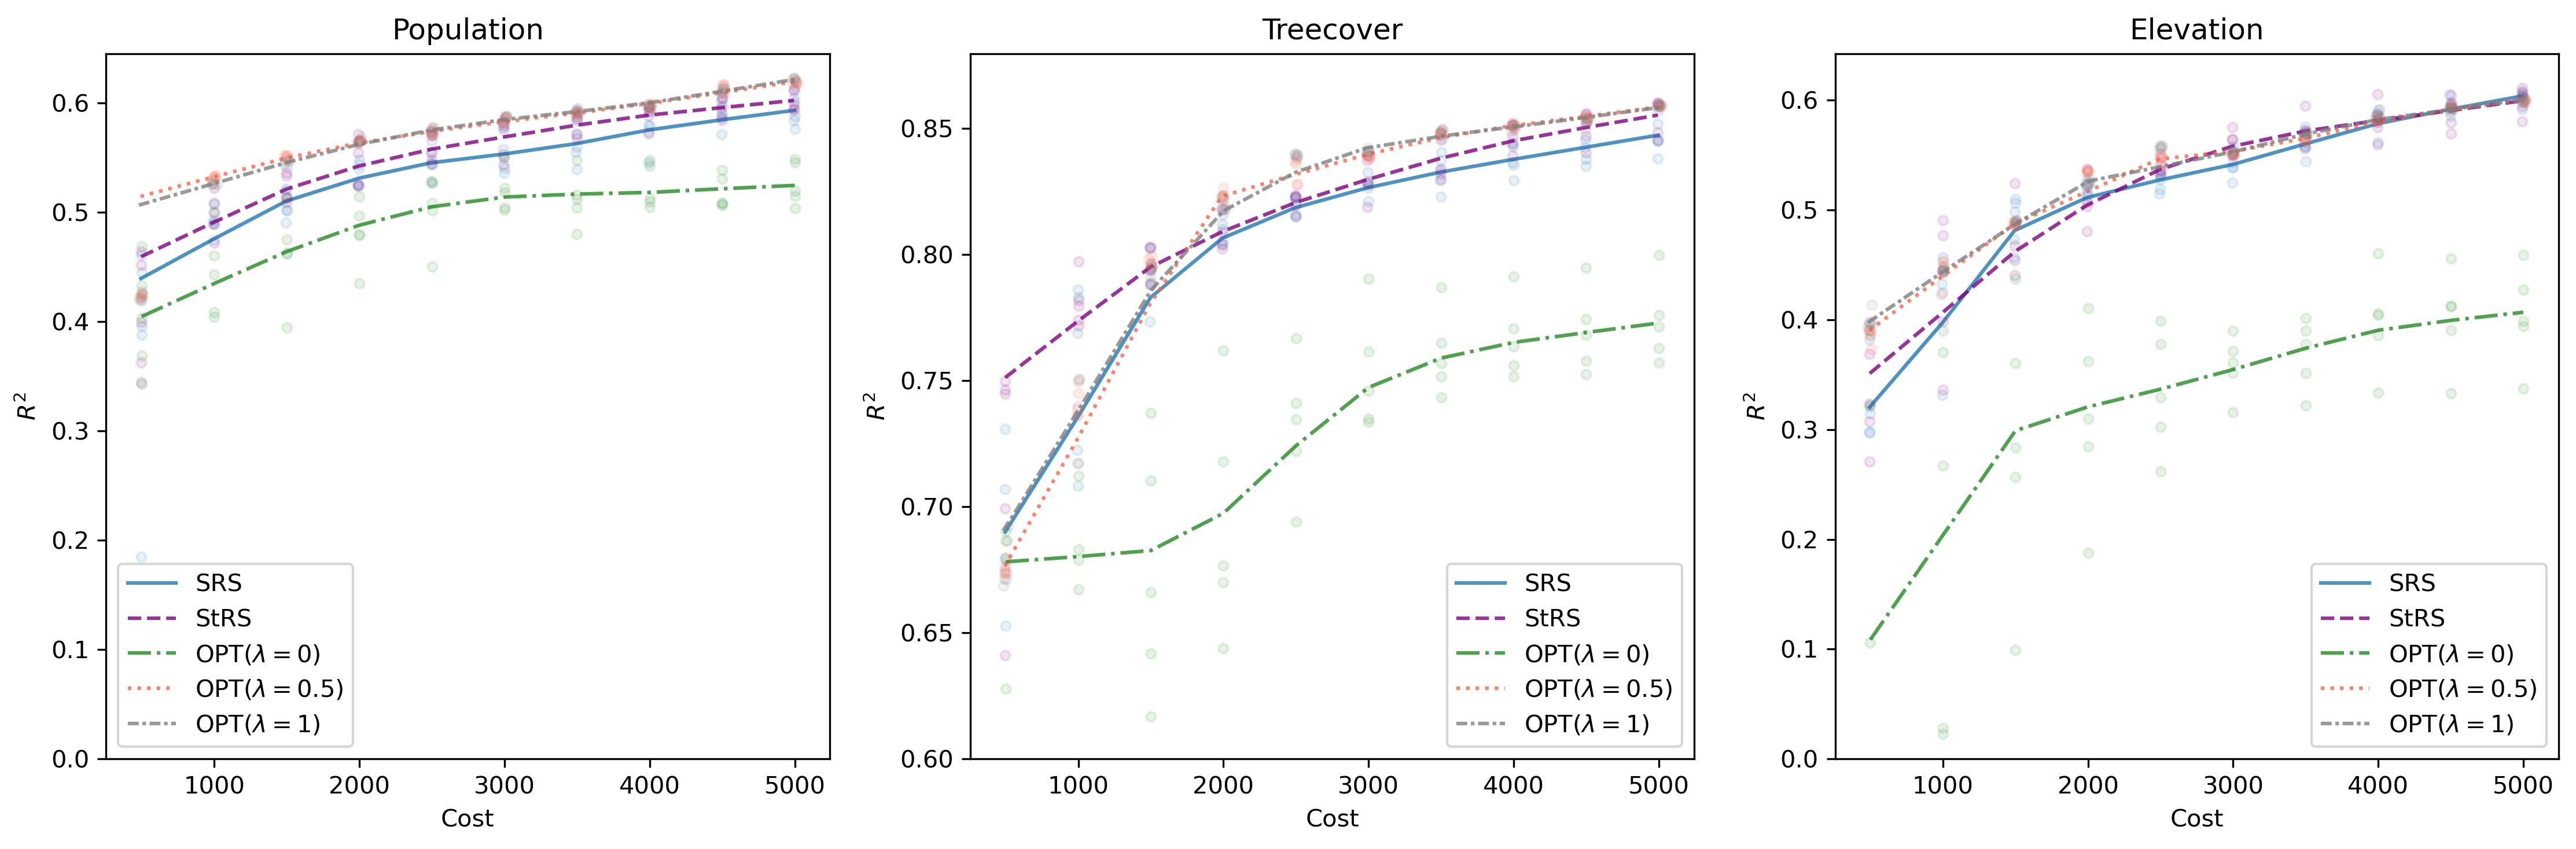 Population
0.6
0.5
0.4
0.3
0.2
0.1
0.0
R²
SRS
StRS
OPT(λ = 0)
OPT(λ = 0.5)
OPT(λ = 1)
1000 2000 3000 4000 5000
Cost
Treecover
0.85
0.80
0.75
0.70
0.65
0.60
R²
SRS
StRS
OPT(λ = 0)
OPT(λ = 0.5)
OPT(λ = 1)
1000 2000 3000 4000 5000
Cost
Elevation
0.6
0.5
0.4
0.3
0.2
0.1
0.0
R²
SRS
StRS
OPT(λ = 0)
OPT(λ = 0.5)
OPT(λ = 1)
1000 2000 3000 4000 5000
Cost